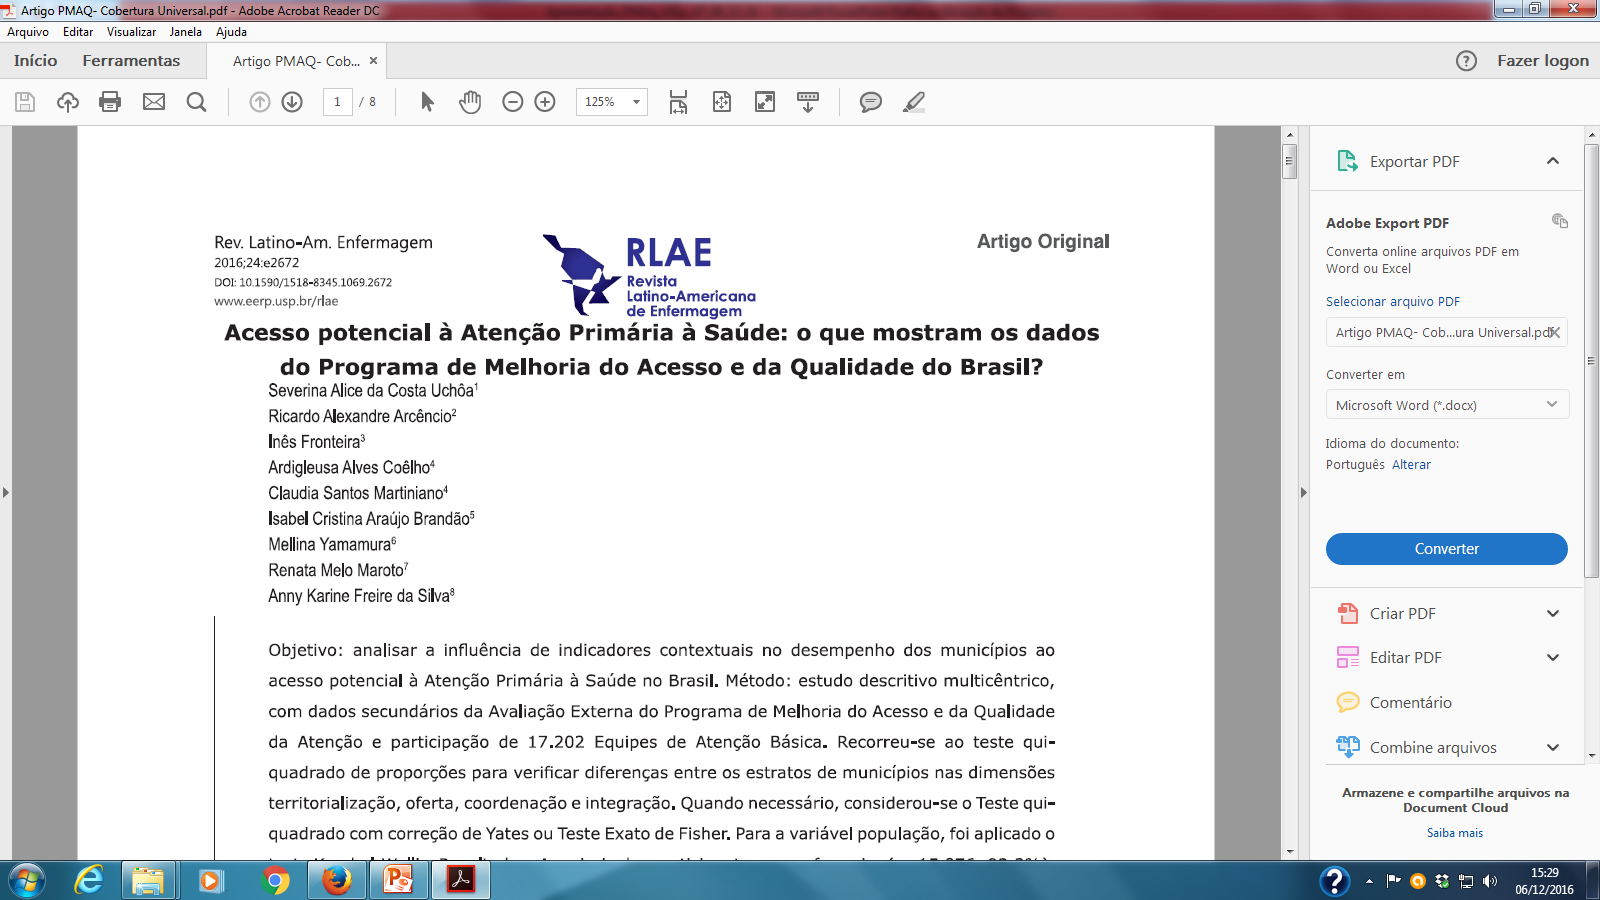 Artigo PMAQ- Cobertura Universal.pdf - Adobe Acrobat Reader DC
Arquivo Editar Visualizar Janela Ajuda
Início Ferramentas Artigo PMAQ- Cob... × Fazer logon
1 / 8 125%
Rev. Latino-Am. Enfermagem
2016;24:e2672
DOI: 10.1590/1518-8345.1069.2672
www.eerp.usp.br/rlae
RLAE
Revista
Latino-Americana
de Enfermagem
Artigo Original
Acesso potencial à Atenção Primária à Saúde: o que mostram os dados
do Programa de Melhoria do Acesso e da Qualidade do Brasil?
Severina Alice da Costa Uchôa¹
Ricardo Alexandre Arcêncio²
Inês Fronteira³
Ardigleusa Alves Coêlho⁴
Claudia Santos Martiniano⁴
Isabel Cristina Araújo Brandão⁵
Mellina Yamamura⁶
Renata Melo Maroto⁷
Anny Karine Freire da Silva⁸
Objetivo: analisar a influência de indicadores contextuais no desempenho dos municípios ao
acesso potencial à Atenção Primária à Saúde no Brasil. Método: estudo descritivo multicêntrico,
com dados secundários da Avaliação Externa do Programa de Melhoria do Acesso e da Qualidade
da Atenção e participação de 17.202 Equipes de Atenção Básica. Recorreu-se ao teste qui-
quadrado de proporções para verificar diferenças entre os estratos de municípios nas dimensões
territorialização, oferta, coordenação e integração. Quando necessário, considerou-se o Teste qui-
quadrado com correção de Yates ou Teste Exato de Fisher. Para a variável população, foi aplicado o
Exportar PDF
Adobe Export PDF
Converta online arquivos PDF em
Word ou Excel
Selecionar arquivo PDF
Artigo PMAQ- Cob...ura Universal.pdf
Converter em
Microsoft Word (*.docx)
Idioma do documento:
Português Alterar
Converter
Criar PDF
Editar PDF
Comentário
Combine arquivos
Armazene e compartilhe arquivos na
Document Cloud
Saiba mais
15:29
06/12/2016